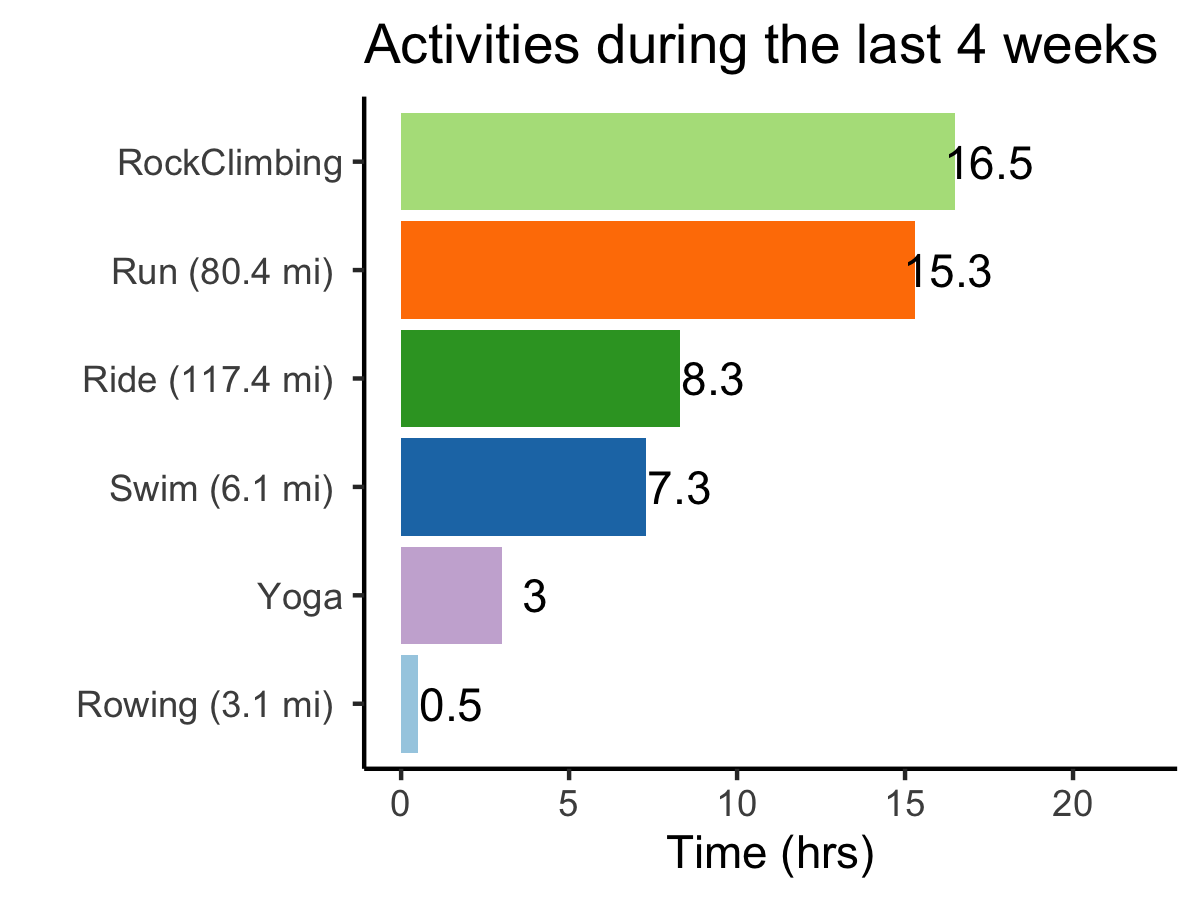 Activities during the last 4 weeks
RockClimbing
16.5
Run (80.4 mi)
15.3
Ride (117.4 mi)
8.3
Swim (6.1 mi)
7.3
Yoga
3
Rowing (3.1 mi)
0.5
0 5 10 15 20
Time (hrs)